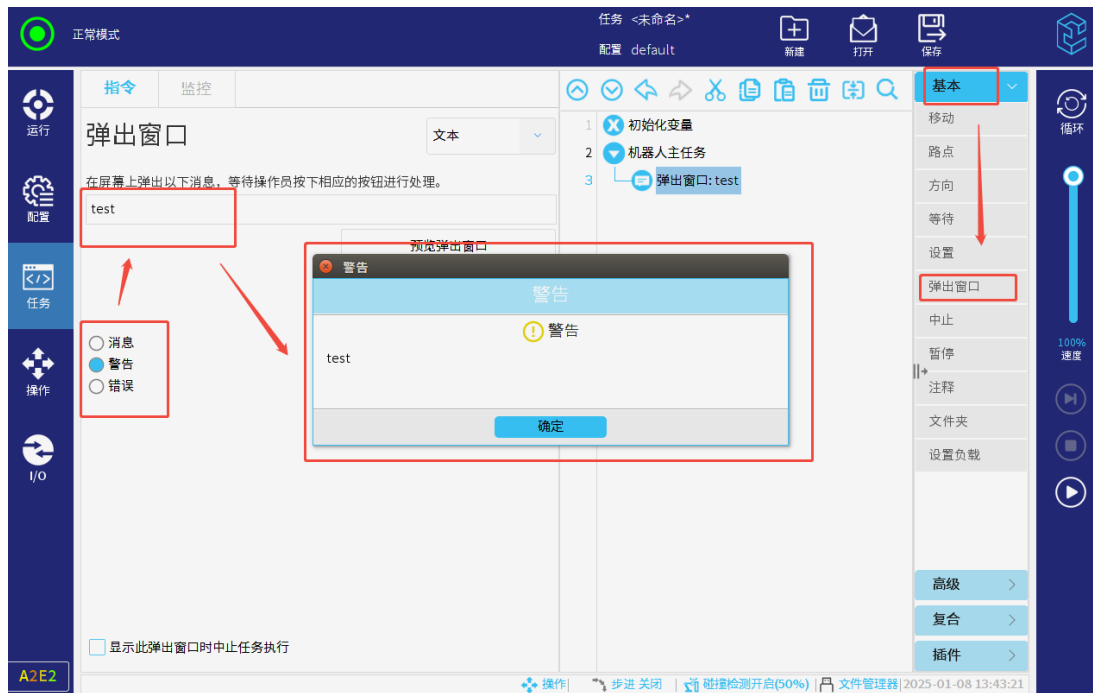 正常模式
任务 <未命名>*
配置 default
新建
打开
保存
运行
配置
任务
操作
I/O
A2E2
指令
监控
弹出窗口
文本
在屏幕上弹出以下消息，等待操作员按下相应的按钮进行处理。
test
预览弹出窗口
消息
警告
错误
显示此弹出窗口时中止任务执行
警告
警告
警告
test
确定
1 初始化变量
2 机器人主任务
3 弹出窗口: test
基本
移动
路点
方向
等待
设置
弹出窗口
中止
暂停
注释
文件夹
设置负载
高级
复合
插件
循环
100%
速度
操作 | 步进 关闭 | 碰撞检测开启(50%) | 文件管理器 | 2025-01-08 13:43:21